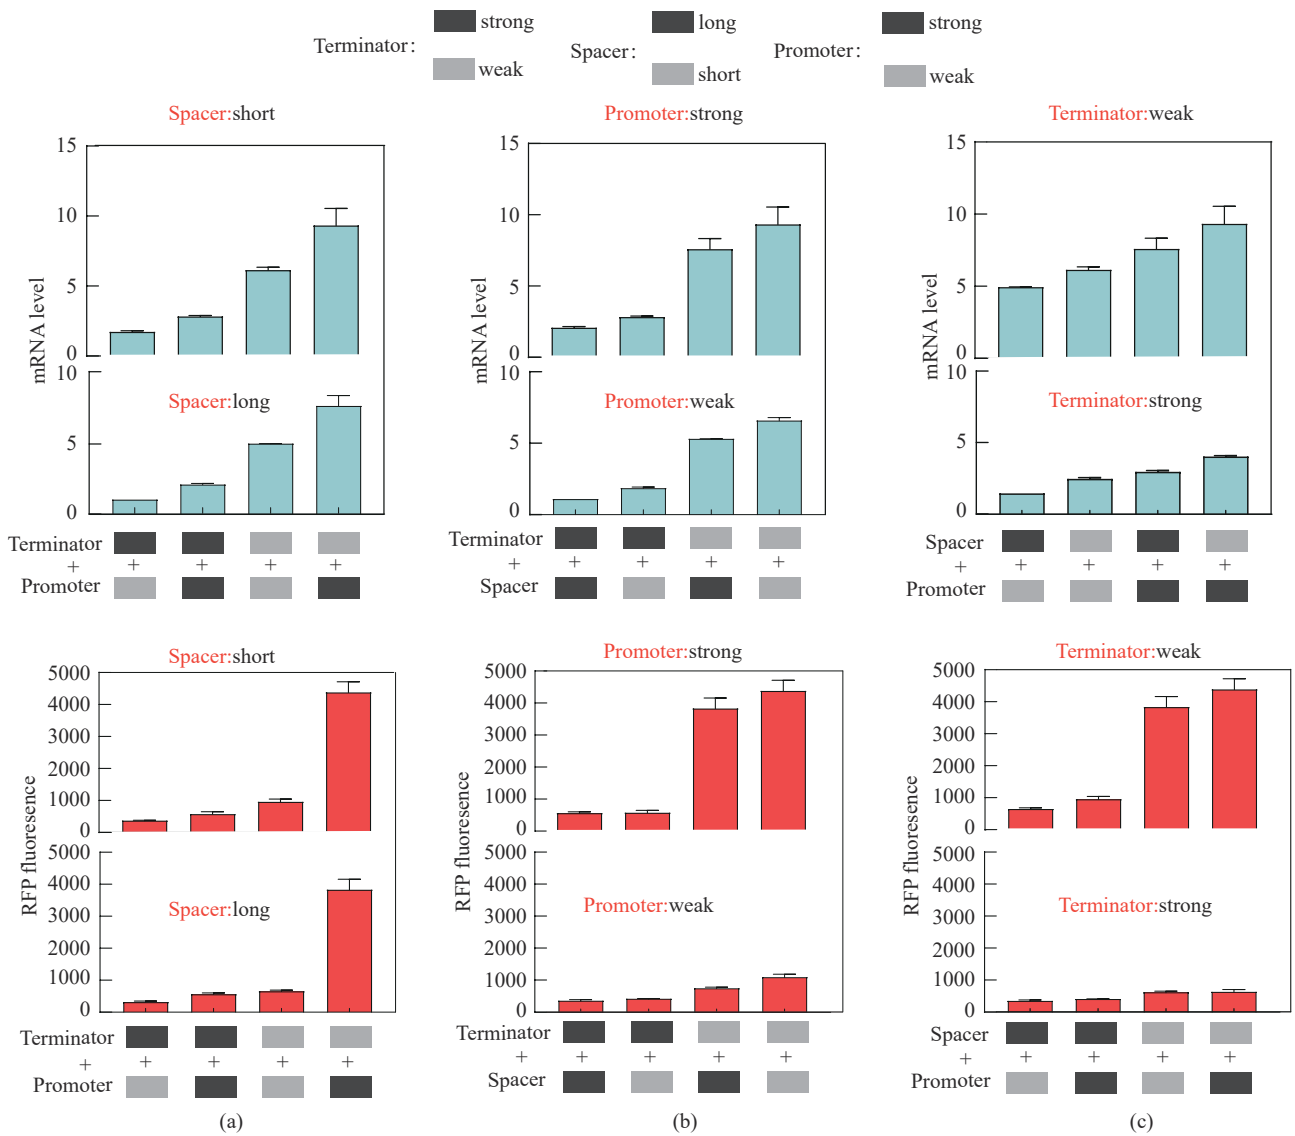 Terminator:
strong
weak
Spacer:
long
short
Promoter:
strong
weak
Spacer:short
mRNA level
15
10
5
0
10
5
0
Spacer:long
Terminator
+ + + + +
Promoter
Promoter:strong
mRNA level
15
10
5
0
10
5
0
Promoter:weak
Terminator
+ + + + +
Spacer
Terminator:weak
mRNA level
15
10
5
0
10
5
0
Terminator:strong
Spacer
+ + + + +
Promoter
Spacer:short
RFP fluoresence
5000
4000
3000
2000
1000
0
5000
4000
3000
2000
1000
0
Spacer:long
Terminator
+ + + + +
Promoter
(a)
Promoter:strong
RFP fluoresence
5000
4000
3000
2000
1000
0
5000
4000
3000
2000
1000
0
Promoter:weak
Terminator
+ + + + +
Spacer
(b)
Terminator:weak
RFP fluoresence
5000
4000
3000
2000
1000
0
5000
4000
3000
2000
1000
0
Terminator:strong
Spacer
+ + + + +
Promoter
(c)